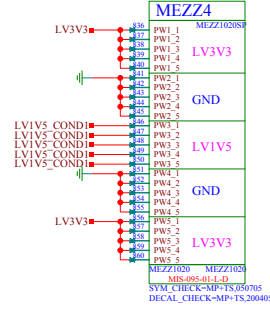 MEZZ4
MEZZ1020SP
LV3V3
836 PW1_1
837 PW1_2
838 PW1_3
839 PW1_4
840 PW1_5
LV3V3
841 PW2_1
842 PW2_2
843 PW2_3
844 PW2_4
845 PW2_5
GND
LV1V5_COND1 846 PW3_1
LV1V5_COND1 847 PW3_2
LV1V5_COND1 848 PW3_3
LV1V5_COND1 849 PW3_4
LV1V5_COND1 850 PW3_5
LV1V5
851 PW4_1
852 PW4_2
853 PW4_3
854 PW4_4
855 PW4_5
GND
LV3V3 856 PW5_1
857 PW5_2
858 PW5_3
859 PW5_4
860 PW5_5
LV3V3
MEZZ1020 MEZZ1020
MIS-095-01-L-D
SYM_CHECK=MP+TS,050705
DECAL_CHECK=MP+TS,200405